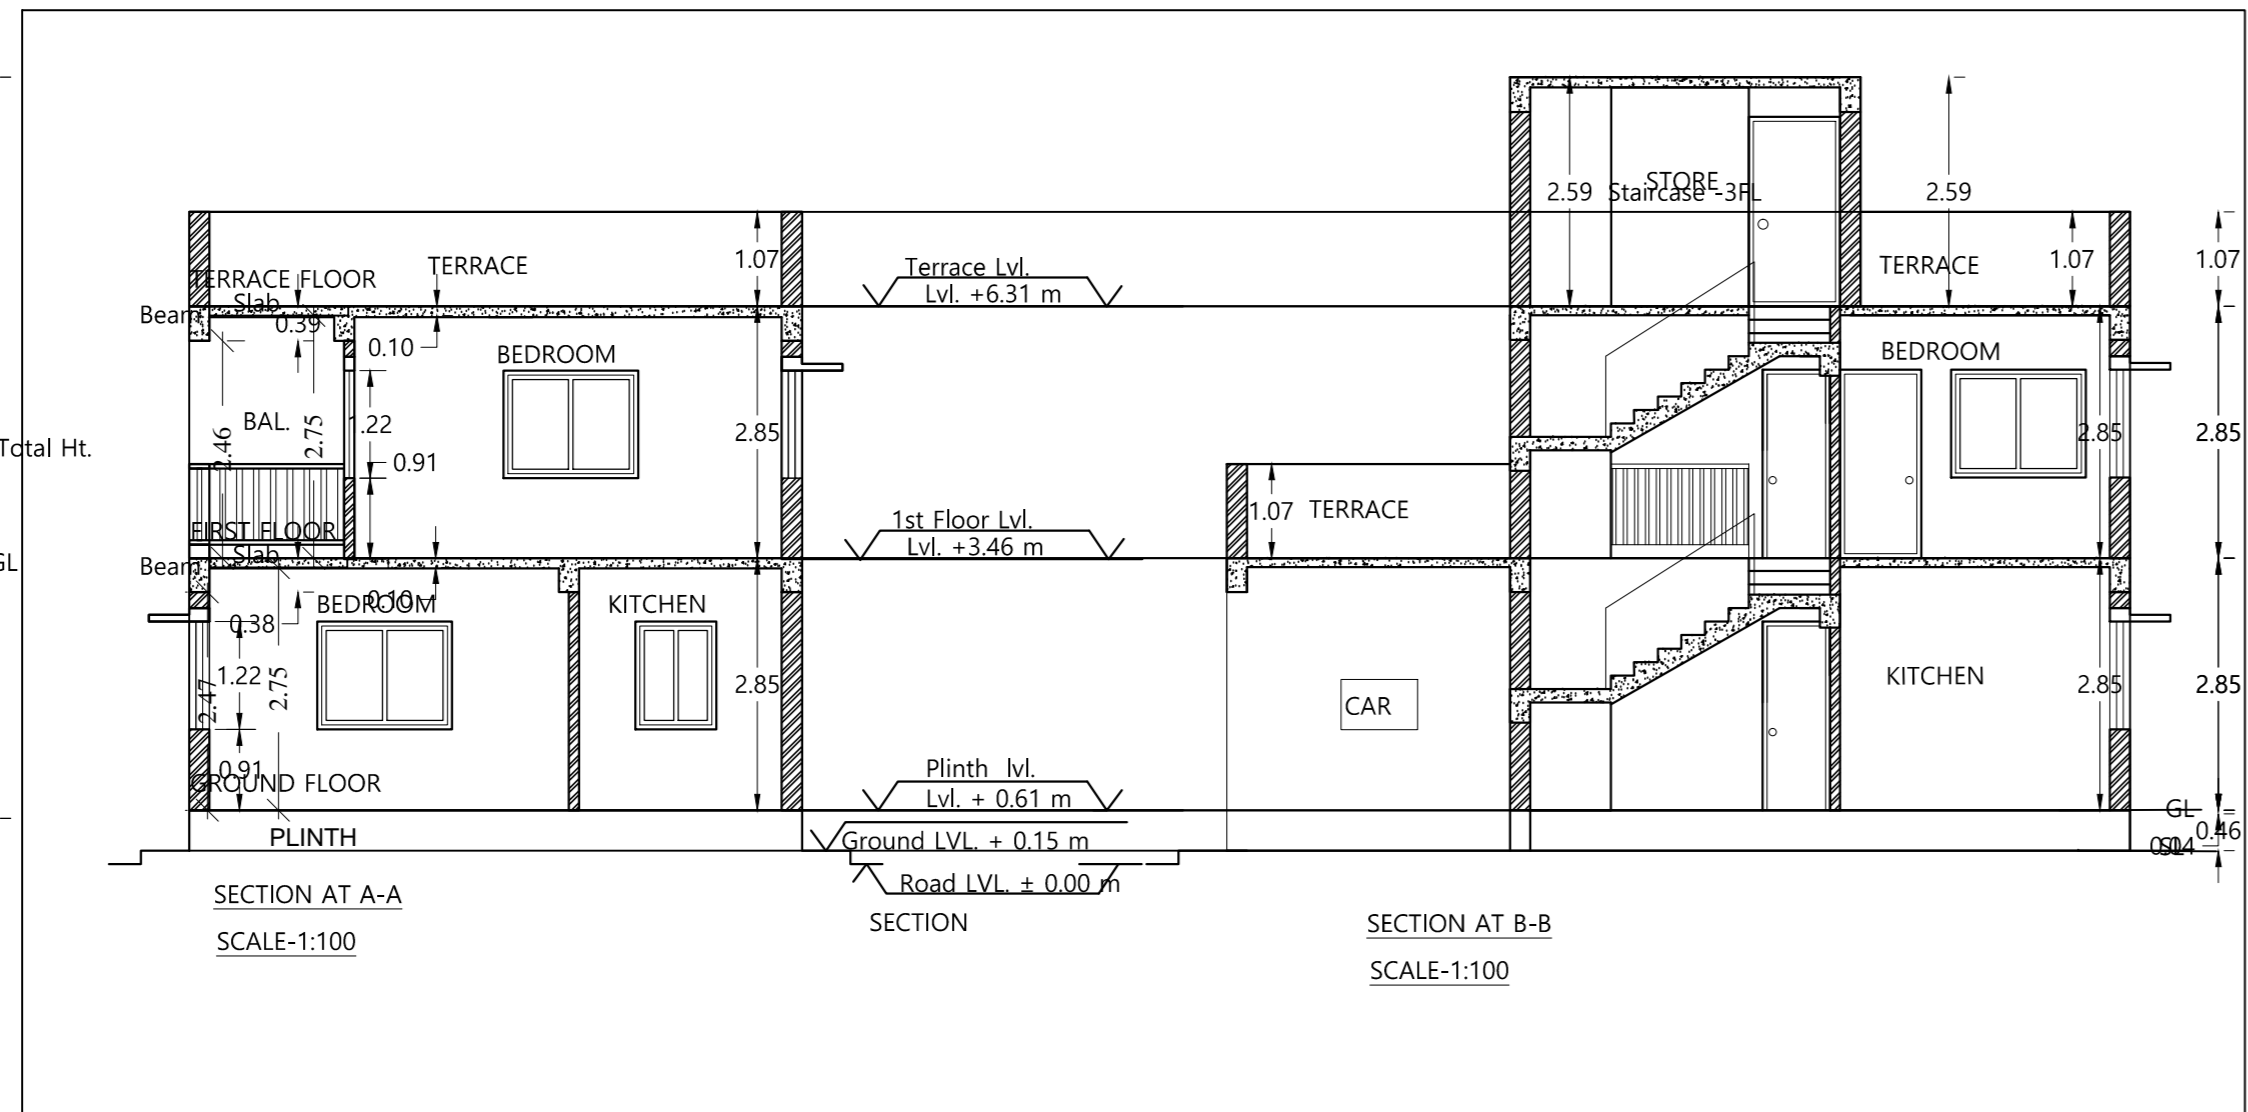 STORE
2.59
Staircase -3FL
2.59
1.07
TERRACE
TERRACE FLOOR
Slab
Beam
0.39
0.10
Terrace Lvl.
Lvl. +6.31 m
TERRACE
1.07
1.07
BEDROOM
BAL.
2.46
2.75
.22
0.91
2.85
BEDROOM
2.85
2.85
Total Ht.
FIRST FLOOR
Slab
Beam
GL
1st Floor Lvl.
Lvl. +3.46 m
1.07
TERRACE
BEDROOM
0.10
KITCHEN
0.38
1.22
2.47
2.75
0.91
2.85
CAR
KITCHEN
2.85
2.85
GROUND FLOOR
PLINTH
Plinth lvl.
Lvl. + 0.61 m
Ground LVL. + 0.15 m
Road LVL. ± 0.00 m
GL
0.46
SECTION AT A-A
SCALE-1:100
SECTION
SECTION AT B-B
SCALE-1:100